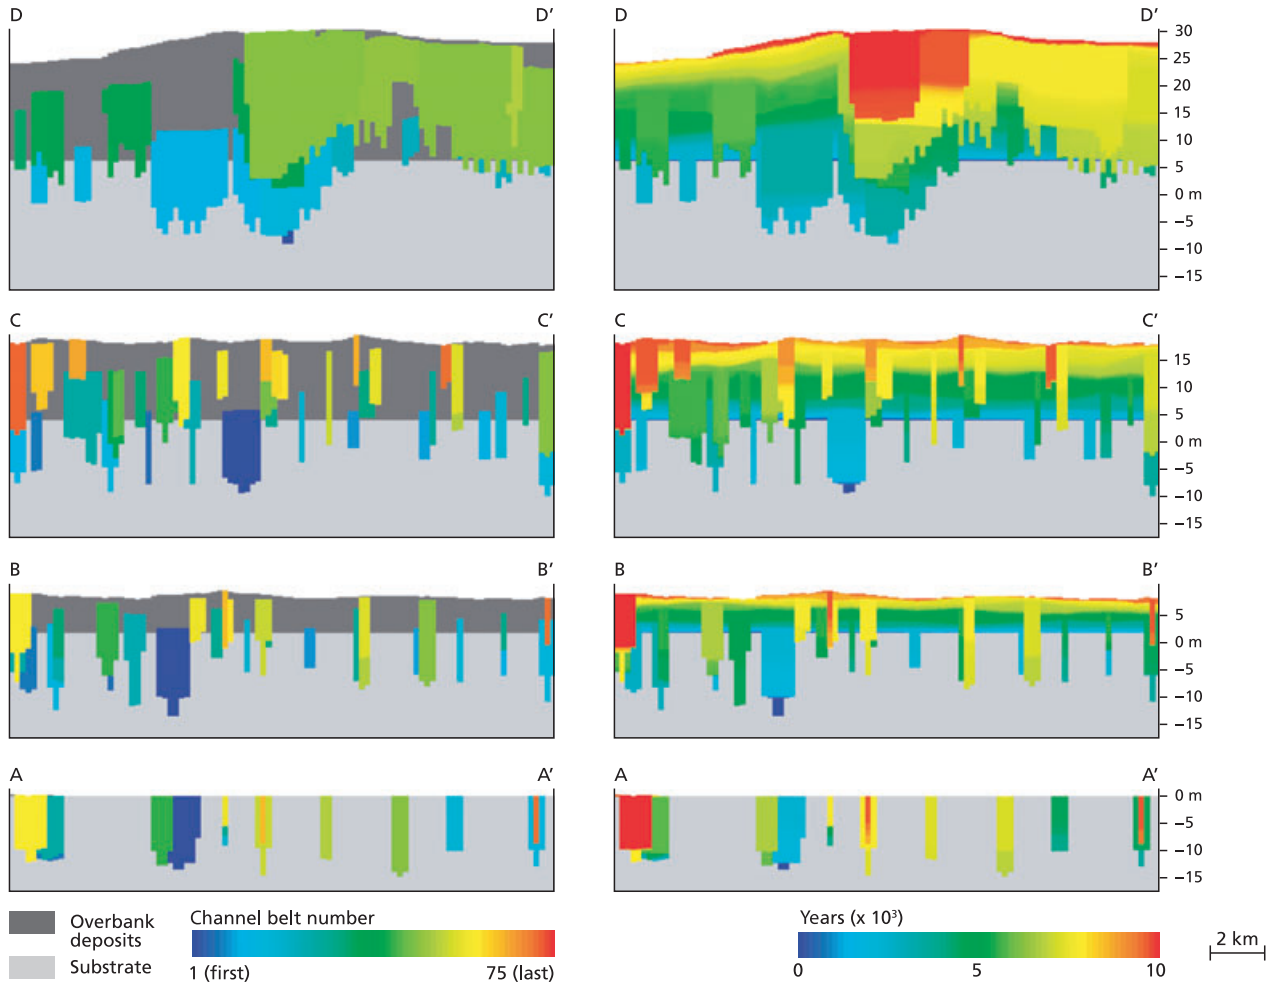 D D’ D D’
30
25
20
15
10
5
0 m
−5
−10
−15
C C’ C C’
15
10
5
0 m
−5
−10
−15
B B’ B B’
5
0 m
−5
−10
−15
A A’ A A’
0 m
−5
−10
−15
Overbank
deposits
Substrate
Channel belt number
1 (first) 75 (last)
Years (x 10³)
0 5 10
2 km